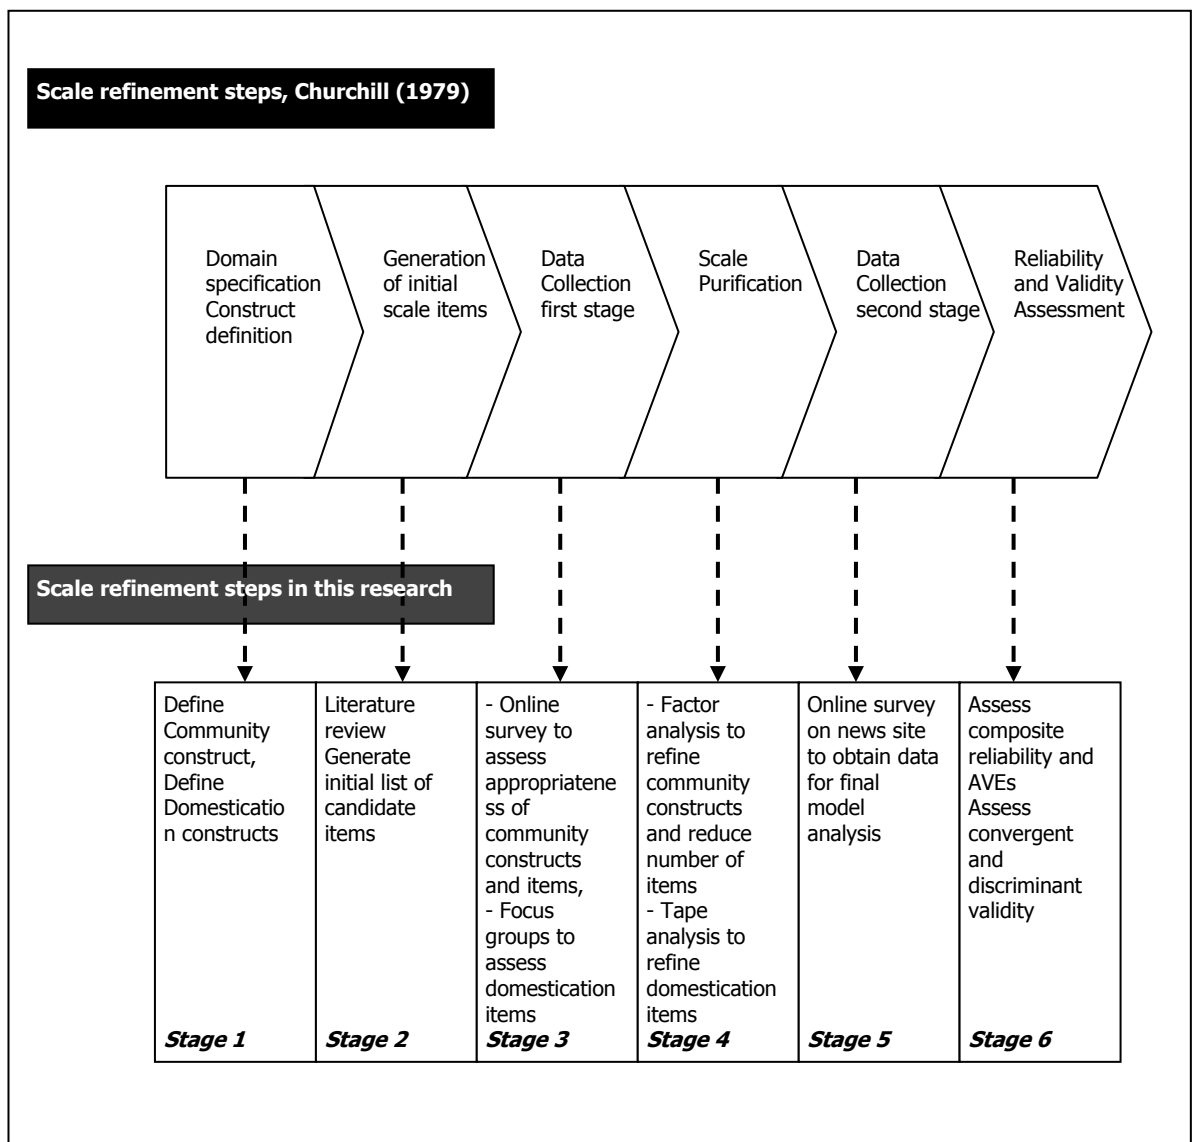 Scale refinement steps, Churchill (1979)
Domain
specification
Construct
definition
Generation
of initial
scale items
Data
Collection
first stage
Scale
Purification
Data
Collection
second stage
Reliability
and Validity
Assessment
Scale refinement steps in this research
Define
Community
construct,
Define
Domesticatio
n constructs
Stage 1
Literature
review
Generate
initial list of
candidate
items
Stage 2
- Online
survey to
assess
appropriatene
ss of
community
constructs
and items,
- Focus
groups to
assess
domestication
items
Stage 3
- Factor
analysis to
refine
community
constructs
and reduce
number of
items
- Tape
analysis to
refine
domestication
items
Stage 4
Online survey
on news site
to obtain data
for final
model
analysis
Stage 5
Assess
composite
reliability and
AVEs
Assess
convergent
and
discriminant
validity
Stage 6